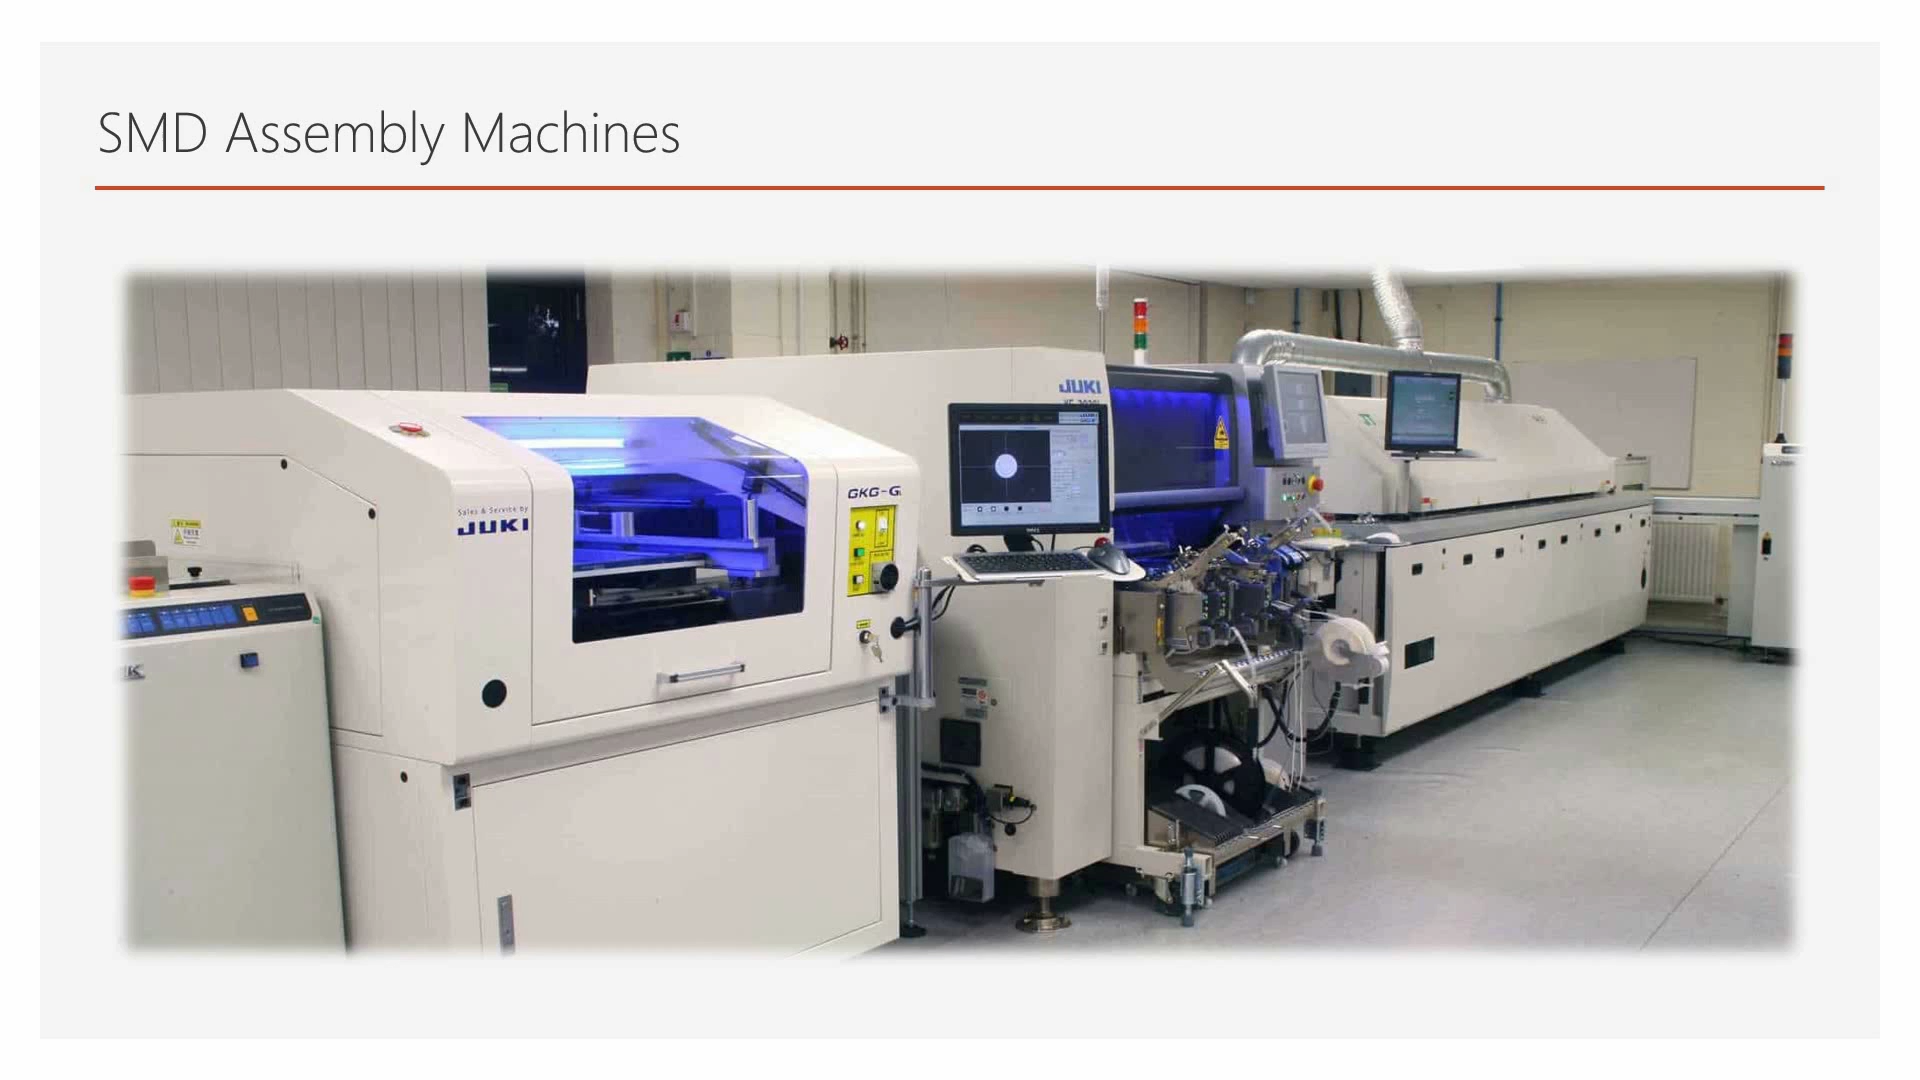 SMD Assembly Machines
JUKI
Sales & Service by
JUKI
GKG-G